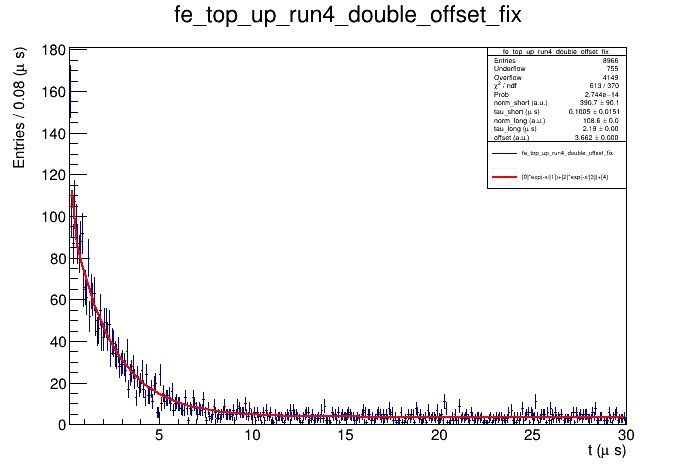 fe_top_up_run4_double_offset_fix
Entries / 0.08 (μ s)
180
160
140
120
100
80
60
40
20
0
5
10
15
20
25
30
t (μ s)
fe_top_up_run4_double_offset_fix
Entries 8966
Underflow 755
Overflow 4149
χ² / ndf 613 / 370
Prob 2.744e−14
norm_short (a.u.) 390.7 ± 90.1
tau_short (μ s) 0.1005 ± 0.0151
norm_long (a.u.) 108.6 ± 0.0
tau_long (μ s) 2.19 ± 0.00
offset (a.u.) 3.662 ± 0.000
fe_top_up_run4_double_offset_fix
[0]*exp(-x/[1])+[2]*exp(-x/[3])+[4]